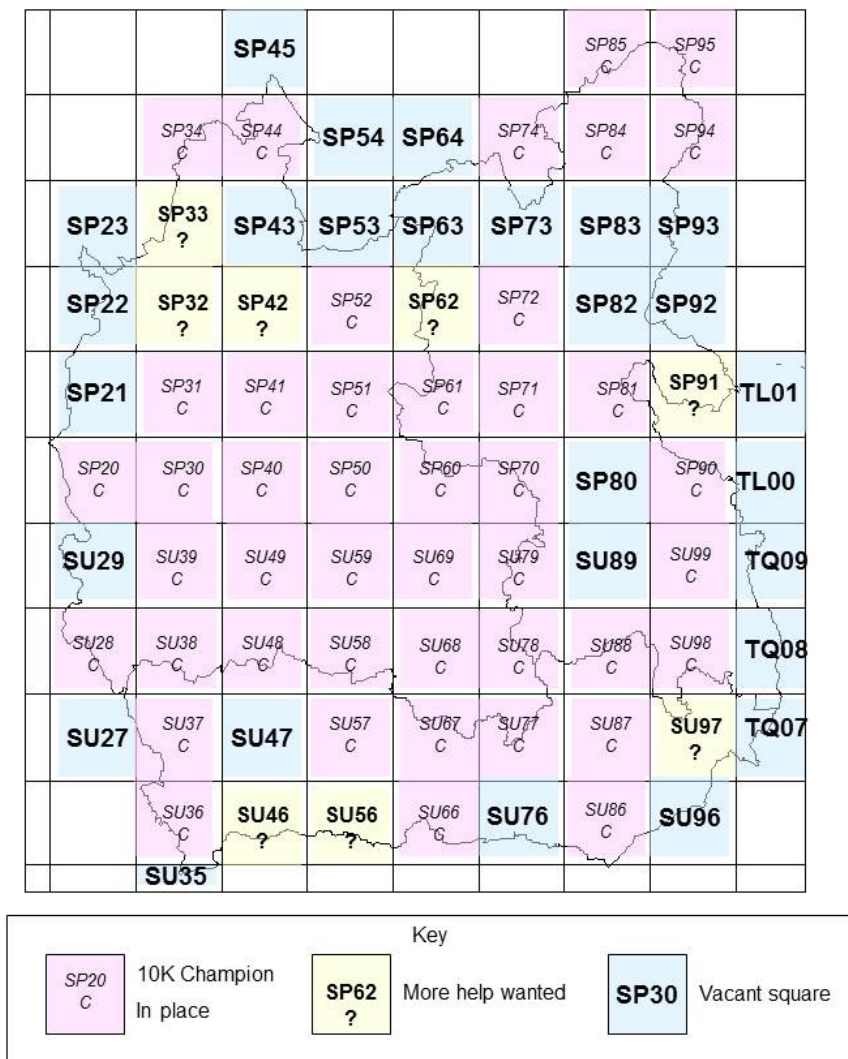 SP45 SP85 C SP95 C
SP34 C SP44 C SP54 SP64 SP74 C SP84 C SP94 C
SP23 SP33 ? SP43 SP53 SP63 SP73 SP83 SP93
SP22 SP32 ? SP42 ? SP52 C SP62 ? SP72 C SP82 SP92
SP21 SP31 C SP41 C SP51 C SP61 C SP71 C SP81 C SP91 ? TL01
SP20 C SP30 C SP40 C SP50 C SP60 C SP70 C SP80 SP90 C TL00
SU29 SU39 C SU49 C SU59 C SU69 C SU79 C SU89 SU99 C TQ09
SU28 C SU38 C SU48 C SU58 C SU68 C SU78 C SU88 C SU98 C TQ08
SU27 SU37 C SU47 SU57 C SU67 C SU77 C SU87 C SU97 ? TQ07
SU36 C SU46 ? SU56 ? SU66 C SU76 SU86 C SU96
SU35
Key
SP20 C 10K Champion In place SP62 ? More help wanted SP30 Vacant square